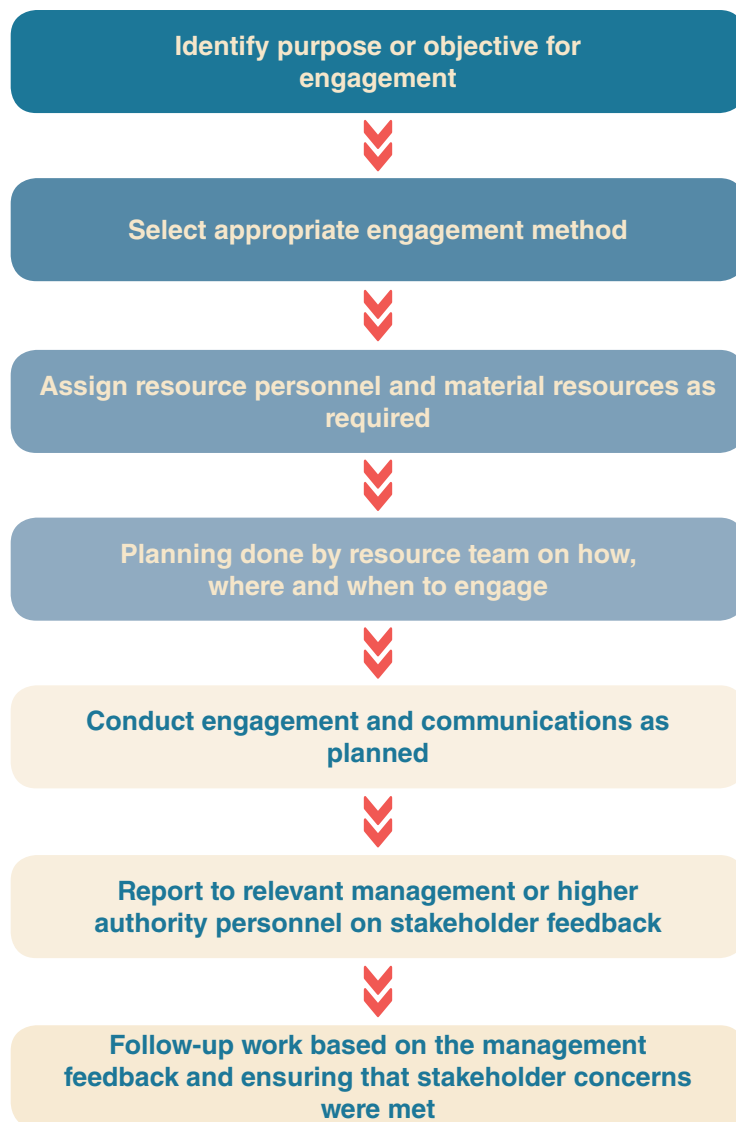 Identify purpose or objective for
engagement
Select appropriate engagement method
Assign resource personnel and material resources as
required
Planning done by resource team on how,
where and when to engage
Conduct engagement and communications as
planned
Report to relevant management or higher
authority personnel on stakeholder feedback
Follow-up work based on the management
feedback and ensuring that stakeholder concerns
were met